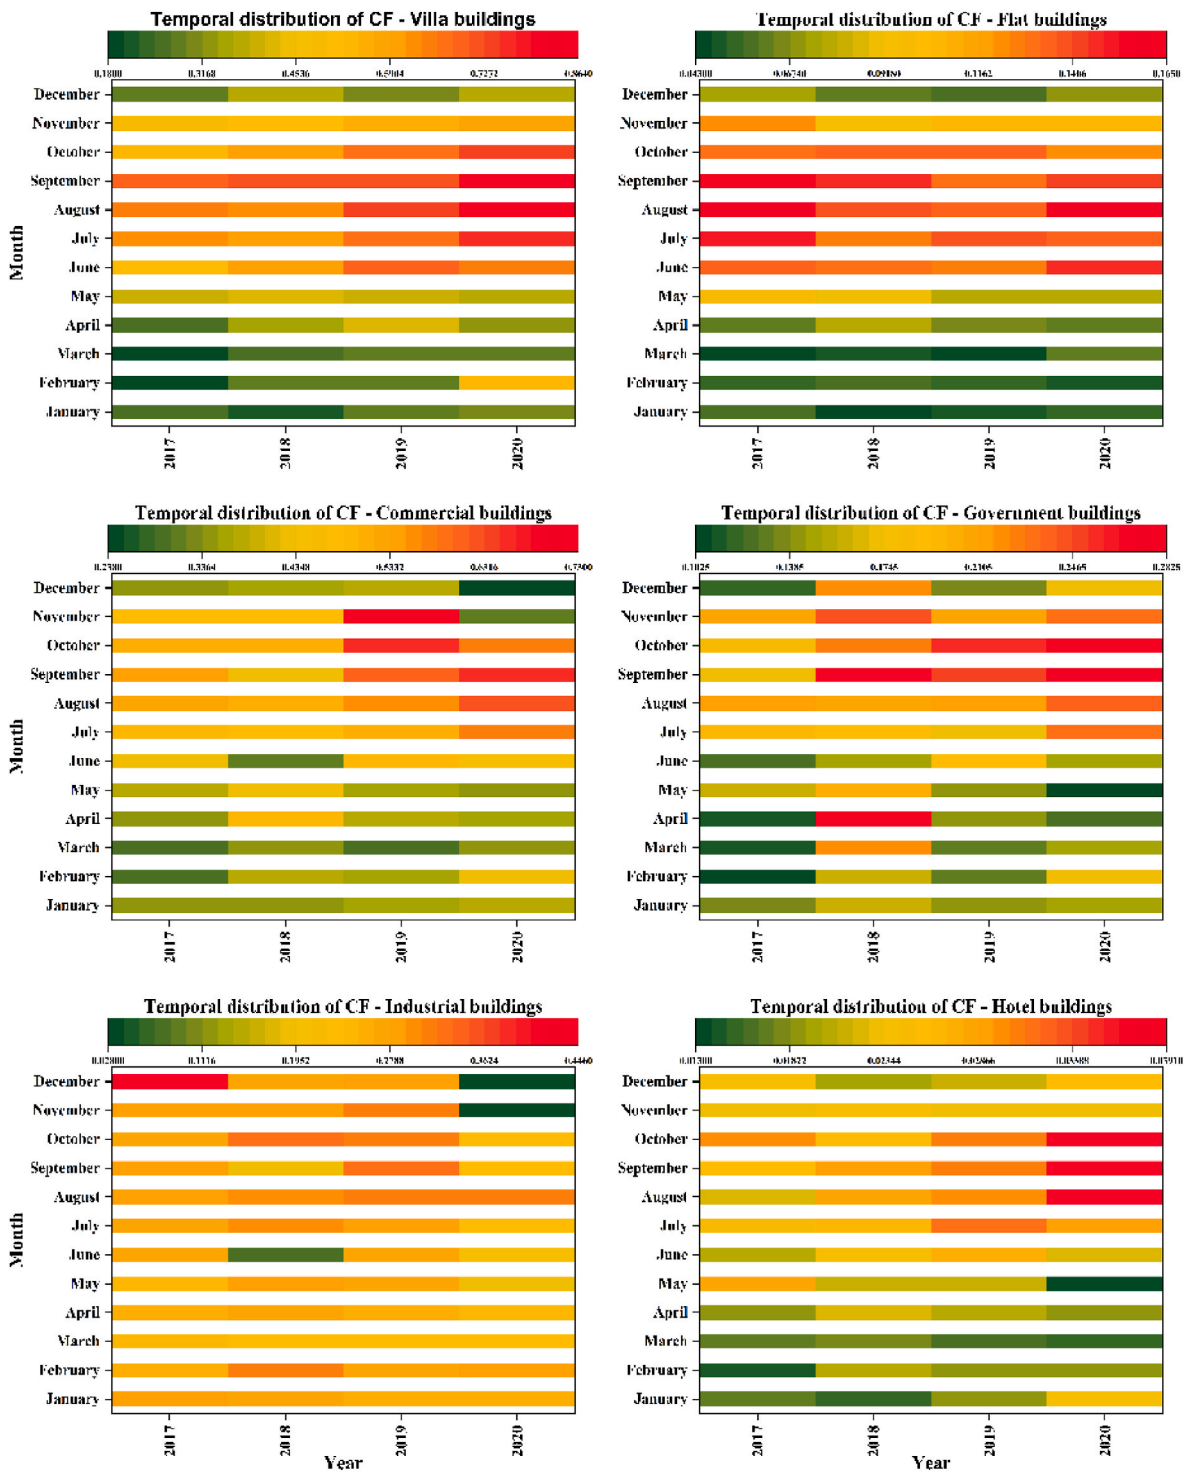 Temporal distribution of CF - Villa buildings
0.1800 0.3168 0.4536 0.5904 0.7272 0.8640
December
November
October
September
August
July
June
May
April
March
February
January
Month
2017 2018 2019 2020
Temporal distribution of CF - Flat buildings
0.04300 0.06740 0.09180 0.1162 0.1406 0.1650
December
November
October
September
August
July
June
May
April
March
February
January
2017 2018 2019 2020
Temporal distribution of CF - Commercial buildings
0.3364 0.4348 0.5332 0.6316 0.7300
December
November
October
September
August
July
June
May
April
March
February
January
Month
2017 2018 2019 2020
Temporal distribution of CF - Government buildings
0.1025 0.1385 0.1745 0.2105 0.2465 0.2825
December
November
October
September
August
July
June
May
April
March
February
January
2017 2018 2019 2020
Temporal distribution of CF - Industrial buildings
0.02800 0.1116 0.1952 0.2788 0.3624 0.4460
December
November
October
September
August
July
June
May
April
March
February
January
Month
2017 2018 2019 2020
Year
Temporal distribution of CF - Hotel buildings
0.01300 0.01822 0.02344 0.02866 0.03388 0.03910
December
November
October
September
August
July
June
May
April
March
February
January
2017 2018 2019 2020
Year